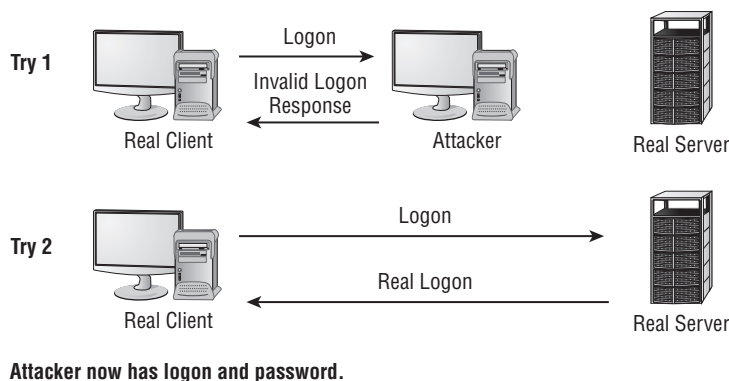 Try 1
Logon
Invalid Logon
Response
Real Client
Attacker
Real Server
Try 2
Logon
Real Logon
Real Client
Real Server
Attacker now has logon and password.